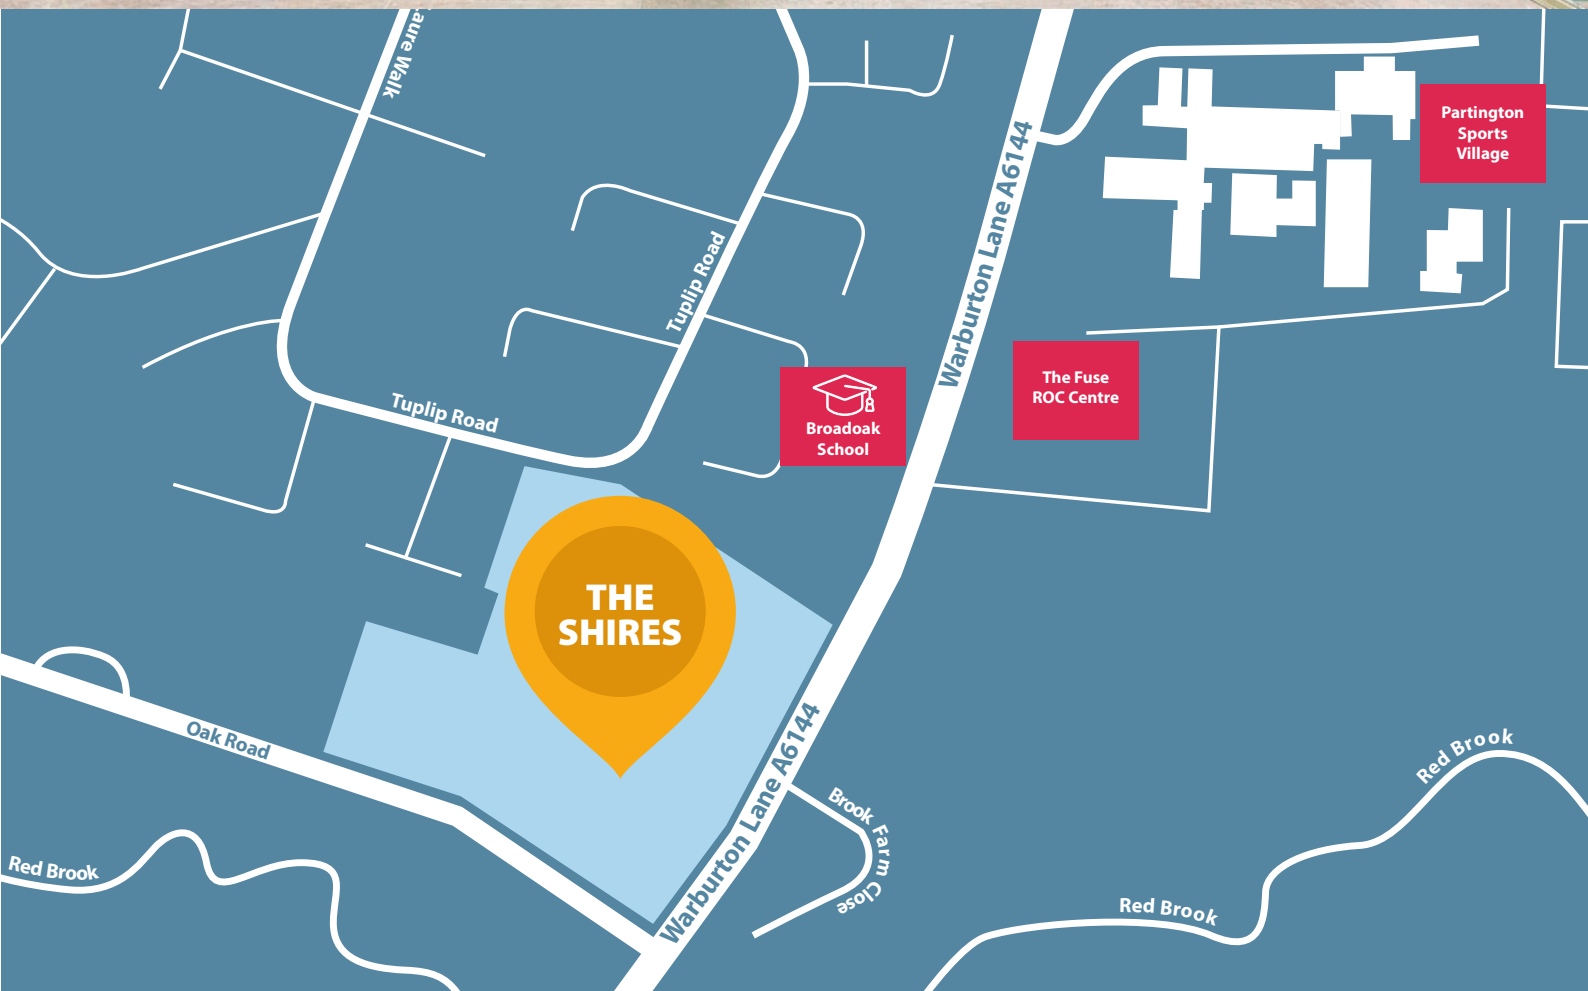 aure Walk
Warburton Lane A6144
Partington
Sports
Village
Tuplip Road
The Fuse
ROC Centre
Broadoak
School
Tuplip Road
THE
SHIRES
Oak Road
Warburton Lane A6144
Brook Farm Close
Red Brook
Red Brook
Red Brook